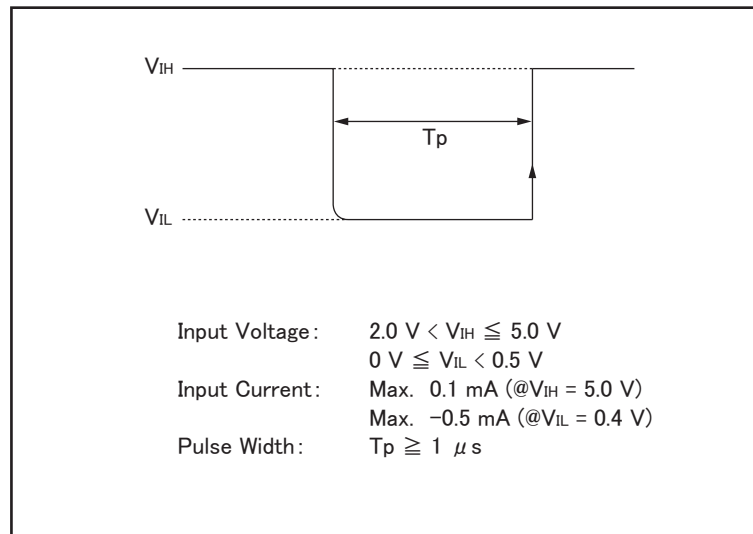 VIH
Tp
VIL
Input Voltage: 2.0 V < VIH ≦ 5.0 V
0 V ≦ VIL < 0.5 V
Input Current: Max. 0.1 mA (@VIH = 5.0 V)
Max. -0.5 mA (@VIL = 0.4 V)
Pulse Width: Tp ≧ 1 μs